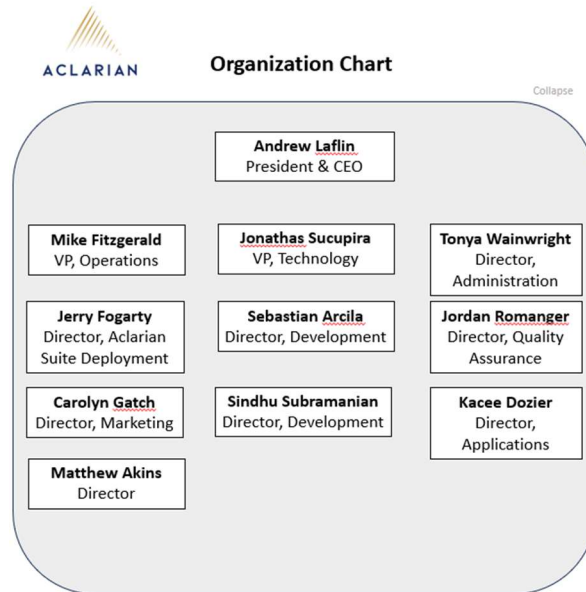 ACLARIAN
Organization Chart
Collapse
Andrew Laflin
President & CEO
Mike Fitzgerald
VP, Operations
Jonathas Sucupira
VP, Technology
Tonya Wainwright
Director,
Administration
Jerry Fogarty
Director, Aclarian
Suite Deployment
Sebastian Arcila
Director, Development
Jordan Romanger
Director, Quality
Assurance
Carolyn Gatch
Director, Marketing
Sindhu Subramanian
Director, Development
Kacee Dozier
Director,
Applications
Matthew Akins
Director